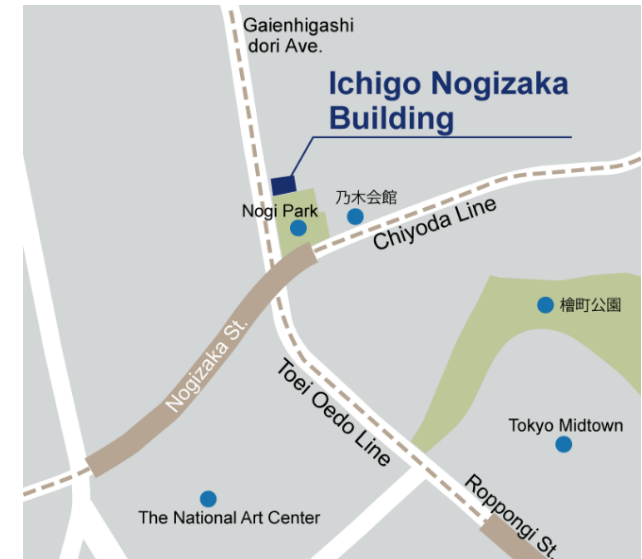 Gaienhigashi
dori Ave.
Ichigo Nogizaka
Building
乃木会館
Nogi Park
Chiyoda Line
檜町公園
Nogizaka St.
Toei Oedo Line
Tokyo Midtown
Roppongi St.
The National Art Center